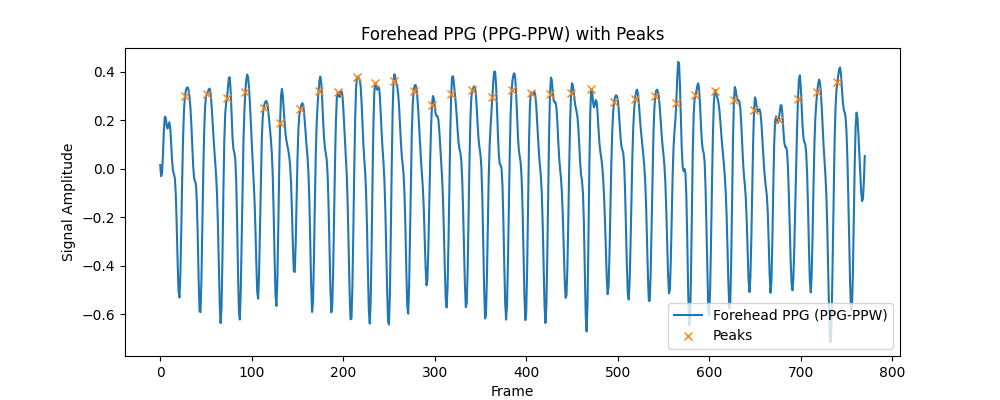 Forehead PPG (PPG-PPW) with Peaks
Signal Amplitude
0.4
0.2
0.0
−0.2
−0.4
−0.6
0 100 200 300 400 500 600 700 800
Frame
Forehead PPG (PPG-PPW)
Peaks